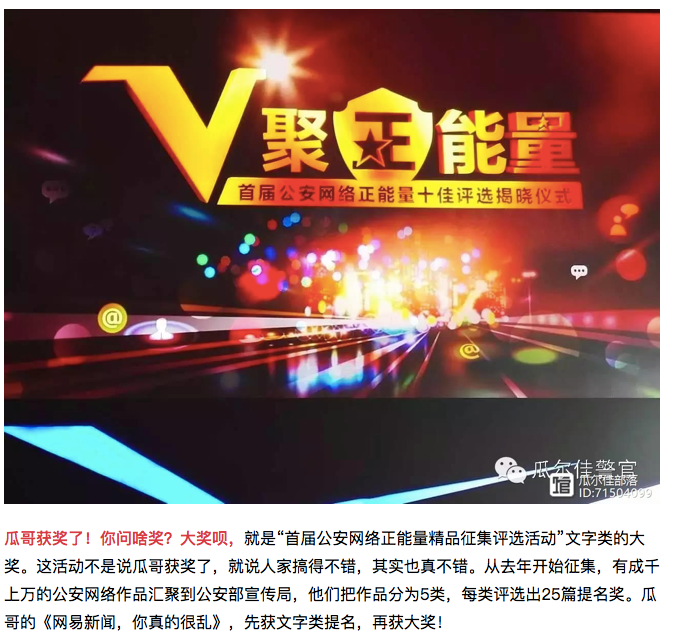 V聚正能量
首届公安网络正能量十佳评选揭晓仪式
@
@
瓜尔佳警官
馆 瓜尔佳部落
ID:71504099
瓜哥获奖了！你问啥奖？大奖呗，就是“首届公安网络正能量精品征集评选活动”文字类的大
奖。这活动不是说瓜哥获奖了，就说人家搞得不错，其实也真不错。从去年开始征集，有成千
上万的公安网络作品汇聚到公安部宣传局，他们把作品分为5类，每类评选出25篇提名奖。瓜
哥的《网易新闻，你真的很乱》，先获文字类提名，再获大奖！